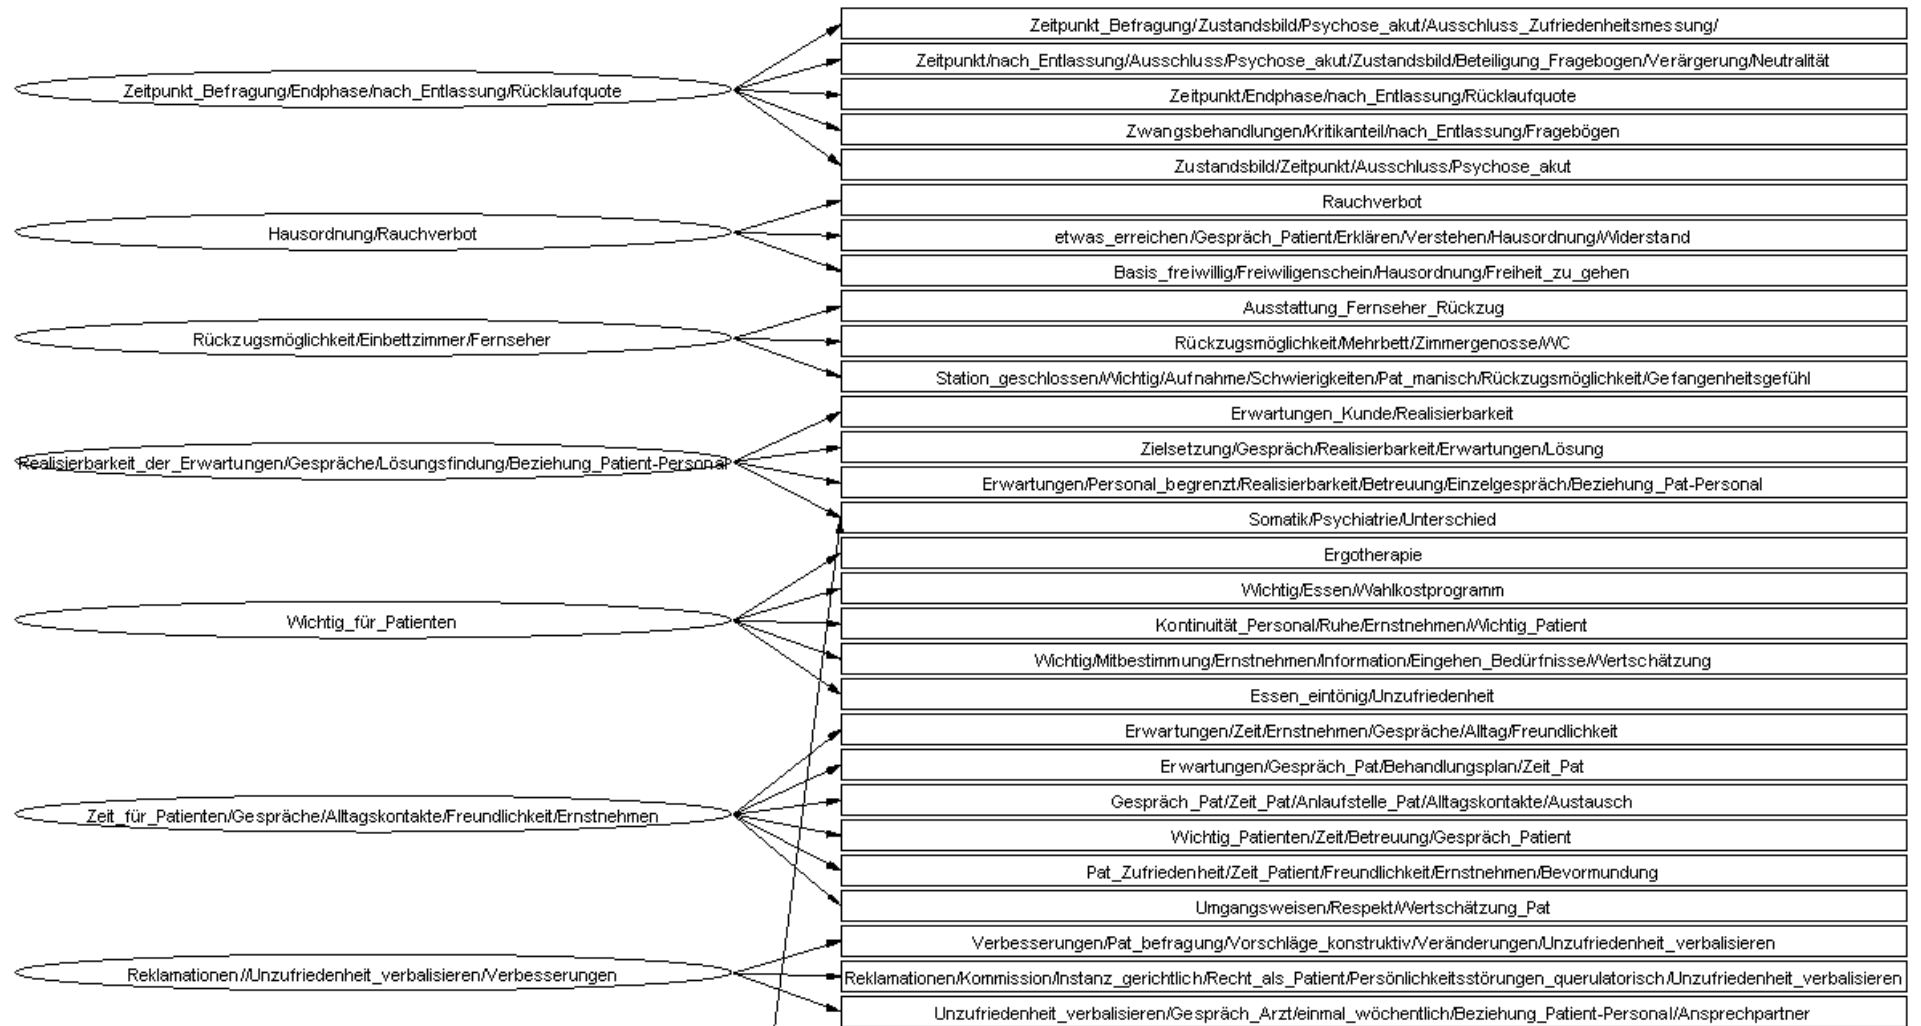 Zeitpunkt_Befragung/Endphase/nach_Entlassung/Rücklaufquote
Zeitpunkt_Befragung/Zustandsbild/Psychose_akut/Ausschluss_Zufriedenheitsmessung/
Zeitpunkt/nach_Entlassung/Ausschluss/Psychose_akut/Zustandsbild/Beteiligung_Fragebogen/Verärgerung/Neutralität
Zeitpunkt/Endphase/nach_Entlassung/Rücklaufquote
Zwangsbehandlungen/Kritikanteil/nach_Entlassung/Fragebögen
Zustandsbild/Zeitpunkt/Ausschluss/Psychose_akut
Hausordnung/Rauchverbot
Rauchverbot
etwas_erreichen/Gespräch_Patient/Erklären/Verstehen/Hausordnung/Widerstand
Basis_freiwillig/Freiwiligenschein/Hausordnung/Freiheit_zu_gehen
Rückzugsmöglichkeit/Einbettzimmer/Fernseher
Ausstattung_Fernseher_Rückzug
Rückzugsmöglichkeit/Mehrbett/Zimmergenosse/WC
Station_geschlossen/Wichtig/Aufnahme/Schwierigkeiten/Pat_manisch/Rückzugsmöglichkeit/Gefangenheitsgefühl
Realisierbarkeit_der_Erwartungen/Gespräche/Lösungsfindung/Beziehung_Patient-Personal
Erwartungen_Kunde/Realisierbarkeit
Zielsetzung/Gespräch/Realisierbarkeit/Erwartungen/Lösung
Erwartungen/Personal_begrenzt/Realisierbarkeit/Betreuung/Einzelgespräch/Beziehung_Pat-Personal
Somatik/Psychiatrie/Unterschied
Wichtig_für_Patienten
Ergotherapie
Wichtig/Essen/Wahlkostprogramm
Kontinuität_Personal/Ruhe/Ernstnehmen/Wichtig_Patient
Wichtig/Mitbestimmung/Ernstnehmen/Information/Eingehen_Bedürfnisse/Wertschätzung
Essen_eintönig/Unzufriedenheit
Zeit_für_Patienten/Gespräche/Alltagskontakte/Freundlichkeit/Ernstnehmen
Erwartungen/Zeit/Ernstnehmen/Gespräche/Alltag/Freundlichkeit
Erwartungen/Gespräch_Pat/Behandlungsplan/Zeit_Pat
Gespräch_Pat/Zeit_Pat/Anlaufstelle_Pat/Alltagskontakte/Austausch
Wichtig_Patienten/Zeit/Betreuung/Gespräch_Patient
Pat_Zufriedenheit/Zeit_Patient/Freundlichkeit/Ernstnehmen/Bevormundung
Umgangsweisen/Respekt/Wertschätzung_Pat
Reklamationen//Unzufriedenheit_verbalisieren/Verbesserungen
Verbesserungen/Pat_befragung/Vorschläge_konstruktiv/Veränderungen/Unzufriedenheit_verbalisieren
Reklamationen/Kommission/Instanz_gerichtlich/Recht_als_Patient/Persönlichkeitsstörungen_querulatorisch/Unzufriedenheit_verbalisieren
Unzufriedenheit_verbalisieren/Gespräch_Arzt/einmal_wöchentlich/Beziehung_Patient-Personal/Ansprechpartner